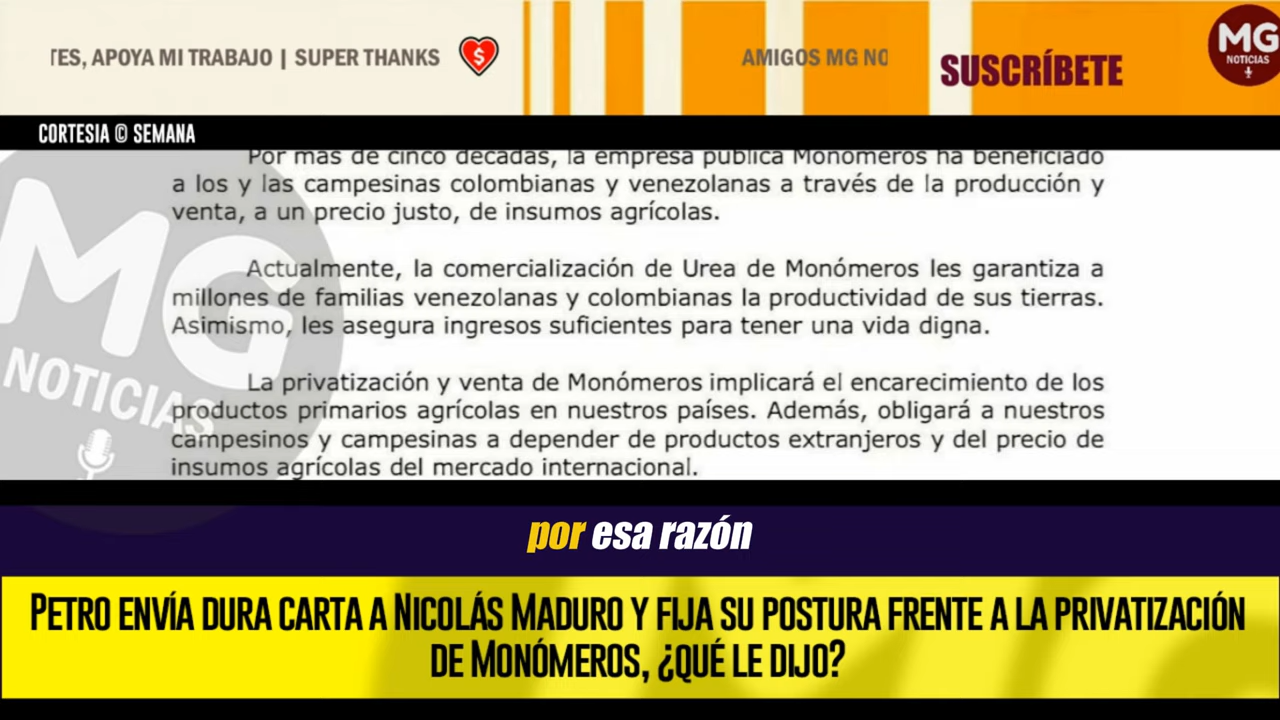 TES, APOYA MI TRABAJO | SUPER THANKS
$
AMIGOS MG NO
SUSCRÍBETE
MG
NOTICIAS
CORTESIA © SEMANA
Por más de cinco décadas, la empresa pública Monómeros ha beneficiado
a los y las campesinas colombianas y venezolanas a través de la producción y
venta, a un precio justo, de insumos agrícolas.
Actualmente, la comercialización de Urea de Monómeros les garantiza a
millones de familias venezolanas y colombianas la productividad de sus tierras.
Asimismo, les asegura ingresos suficientes para tener una vida digna.
La privatización y venta de Monómeros implicará el encarecimiento de los
productos primarios agrícolas en nuestros países. Además, obligará a nuestros
campesinos y campesinas a depender de productos extranjeros y del precio de
insumos agrícolas del mercado internacional.
MG
NOTICIAS
por esa razón
PETRO ENVÍA DURA CARTA A NICOLÁS MADURO Y FIJA SU POSTURA FRENTE A LA PRIVATIZACIÓN
DE MONÓMEROS, ¿QUÉ LE DIJO?